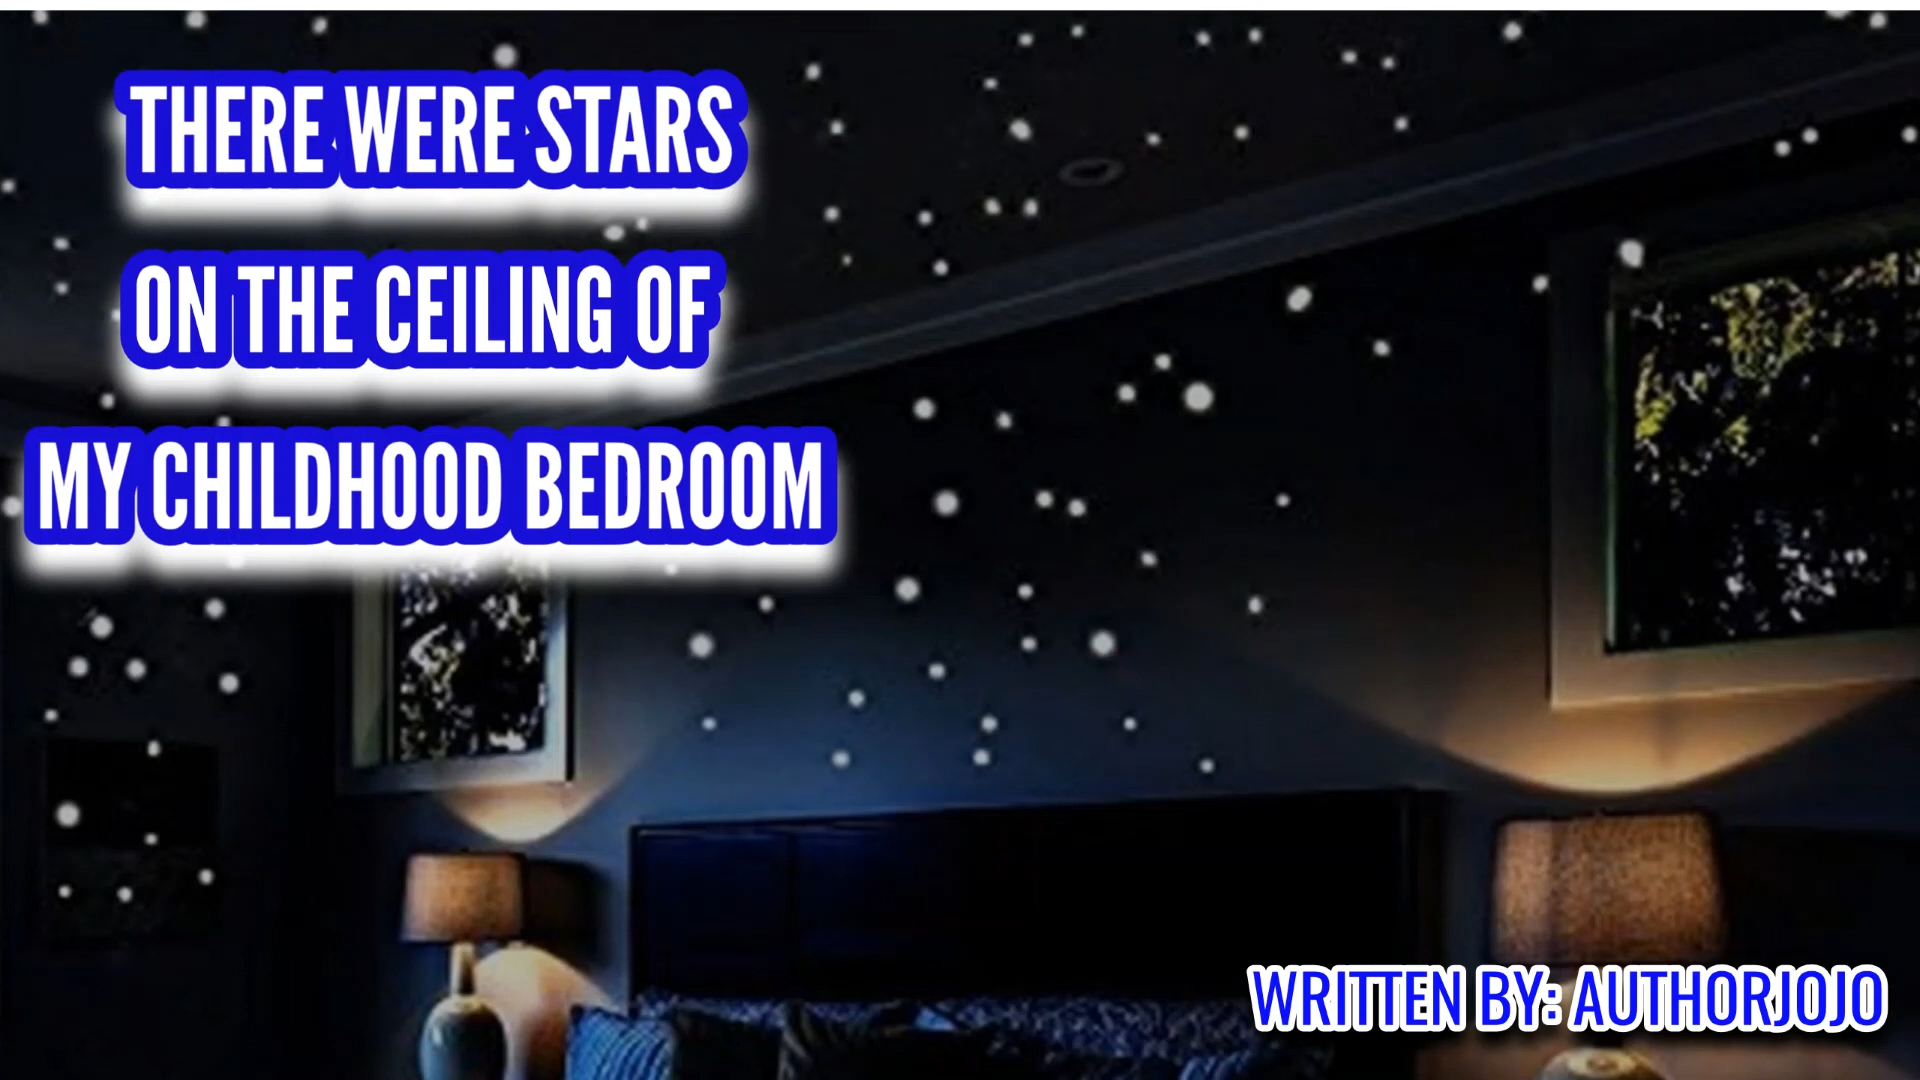 THERE WERE STARS
ON THE CEILING OF
MY CHILDHOOD BEDROOM
WRITTEN BY: AUTHORJOJO